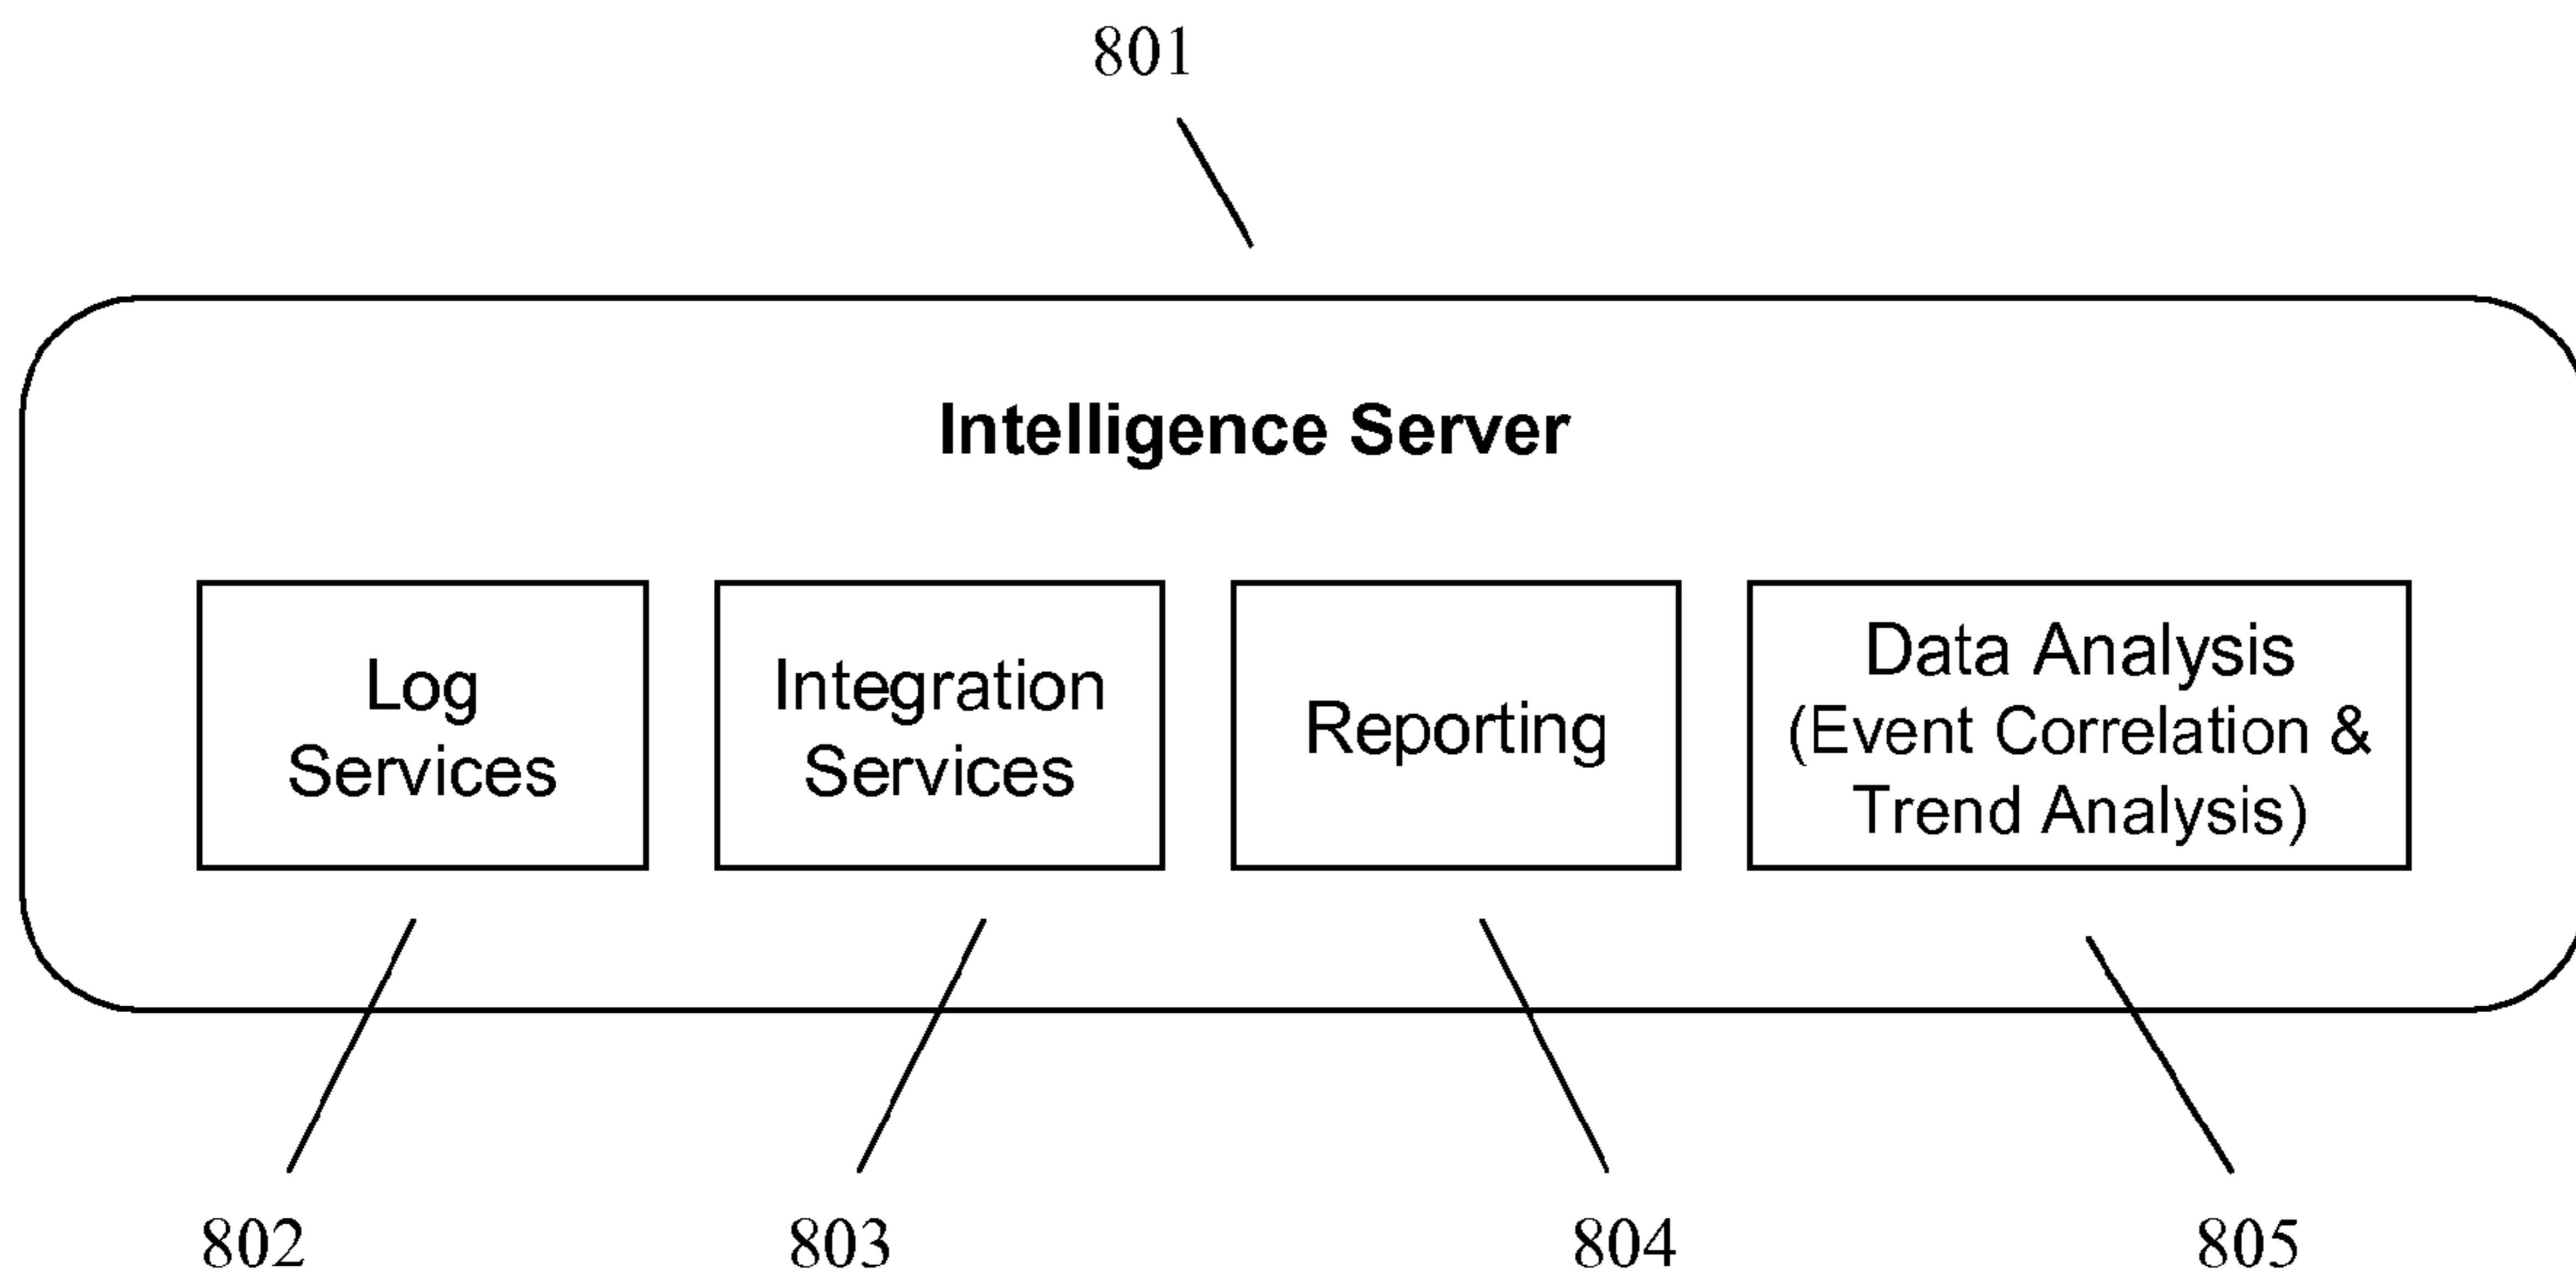 801
Intelligence Server
Log
Services
Integration
Services
Reporting
Data Analysis
(Event Correlation &
Trend Analysis)
802
803
804
805